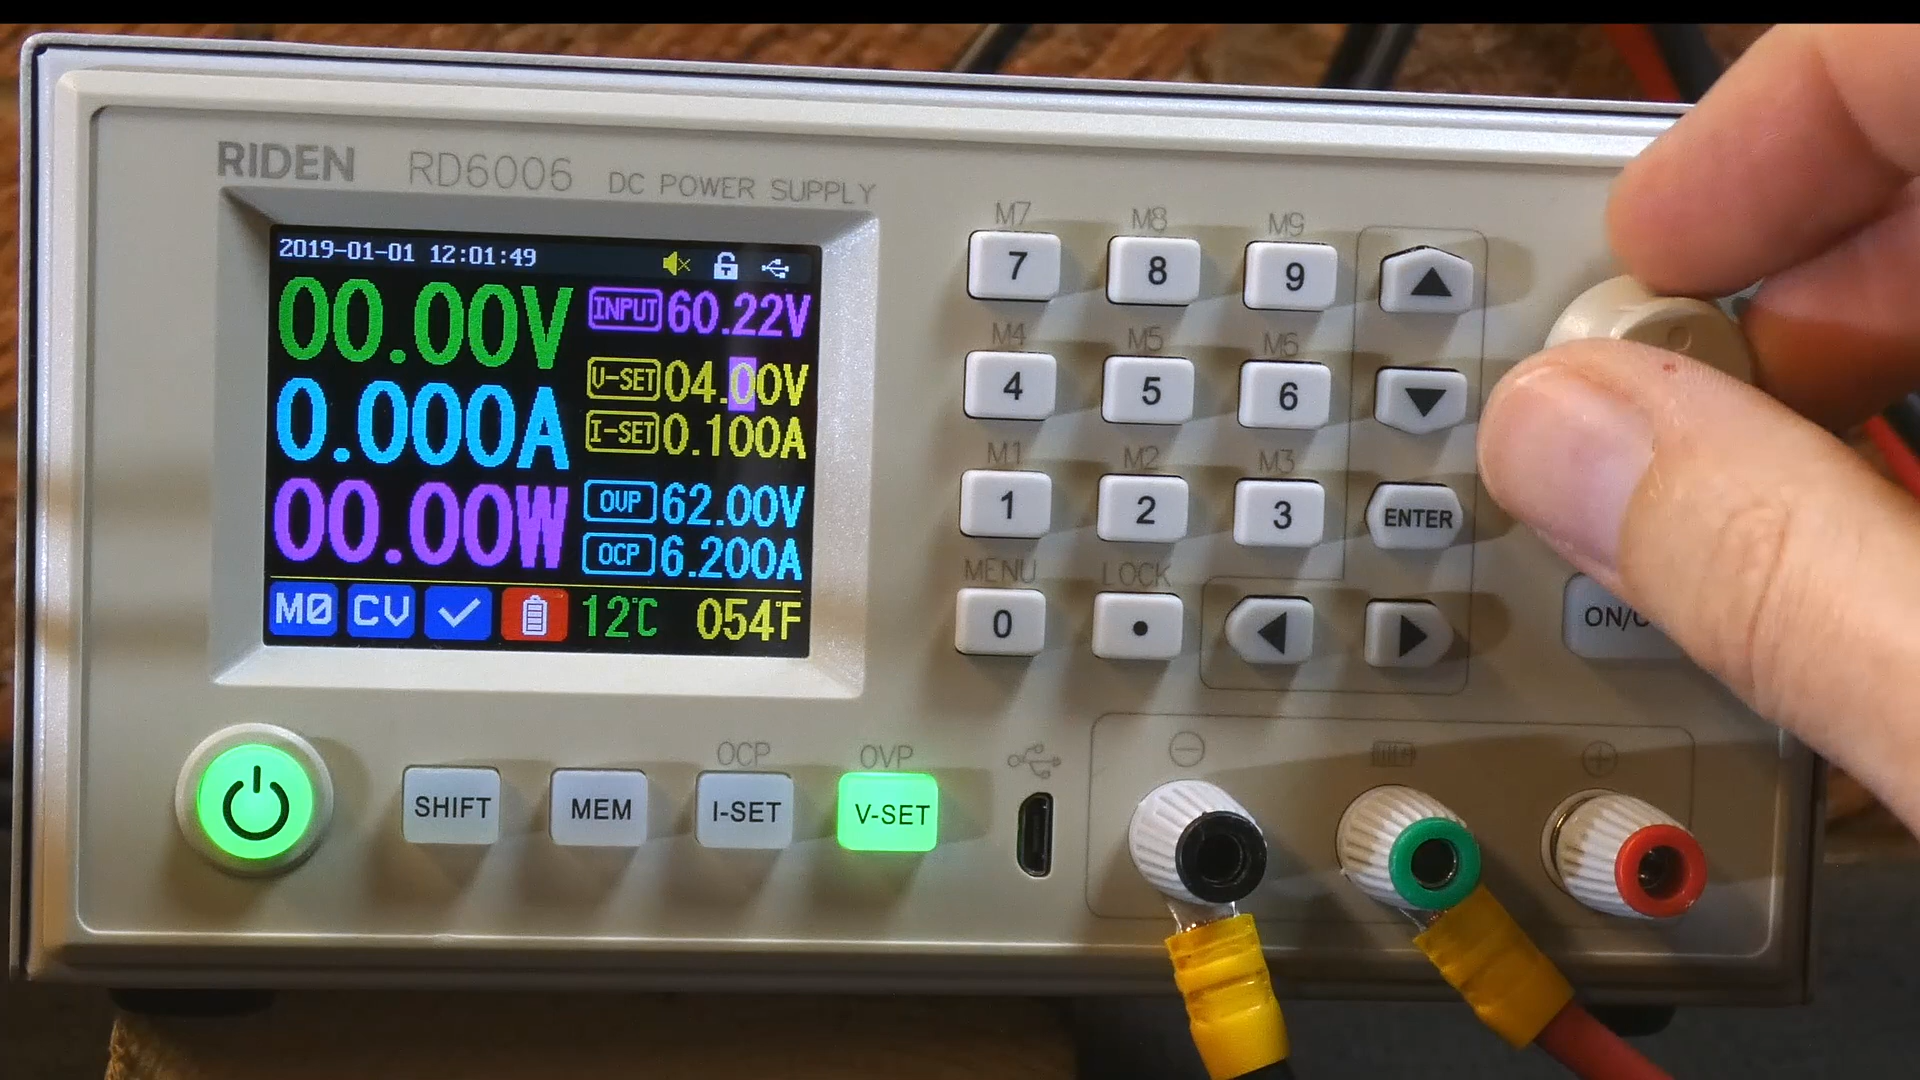 RIDEN RD6006 DC POWER SUPPLY
2019-01-01 12:01:49
00.00V
INPUT 60.22V
V-SET 04.00V
0.000A
I-SET 0.100A
00.00W
OVP 62.00V
OCP 6.200A
M0 CV 12°C 054°F
M7 M8 M9
7 8 9
M4 M5 M6
4 5 6
M1 M2 M3
1 2 3 ENTER
MENU LOCK
0 •
OCP OVP
SHIFT MEM I-SET V-SET